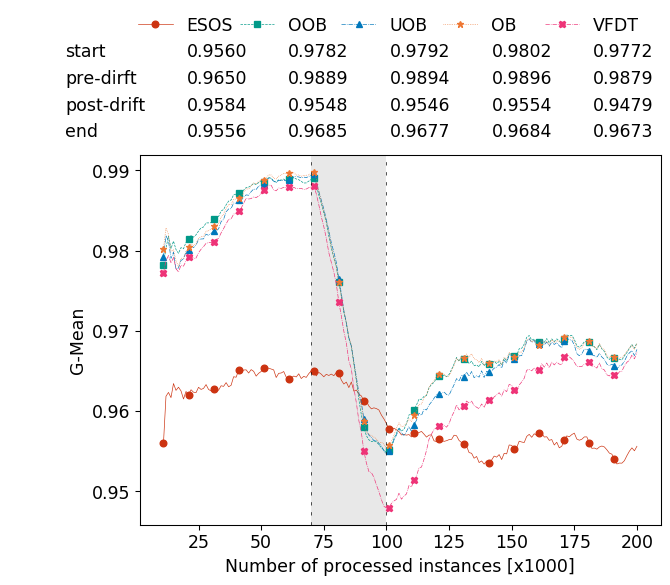 ESOS OOB UOB OB VFDT
start 0.9560 0.9782 0.9792 0.9802 0.9772
pre-dirft 0.9650 0.9889 0.9894 0.9896 0.9879
post-drift 0.9584 0.9548 0.9546 0.9554 0.9479
end 0.9556 0.9685 0.9677 0.9684 0.9673
0.99
0.98
0.97
0.96
0.95
G-Mean
25 50 75 100 125 150 175 200
Number of processed instances [x1000]